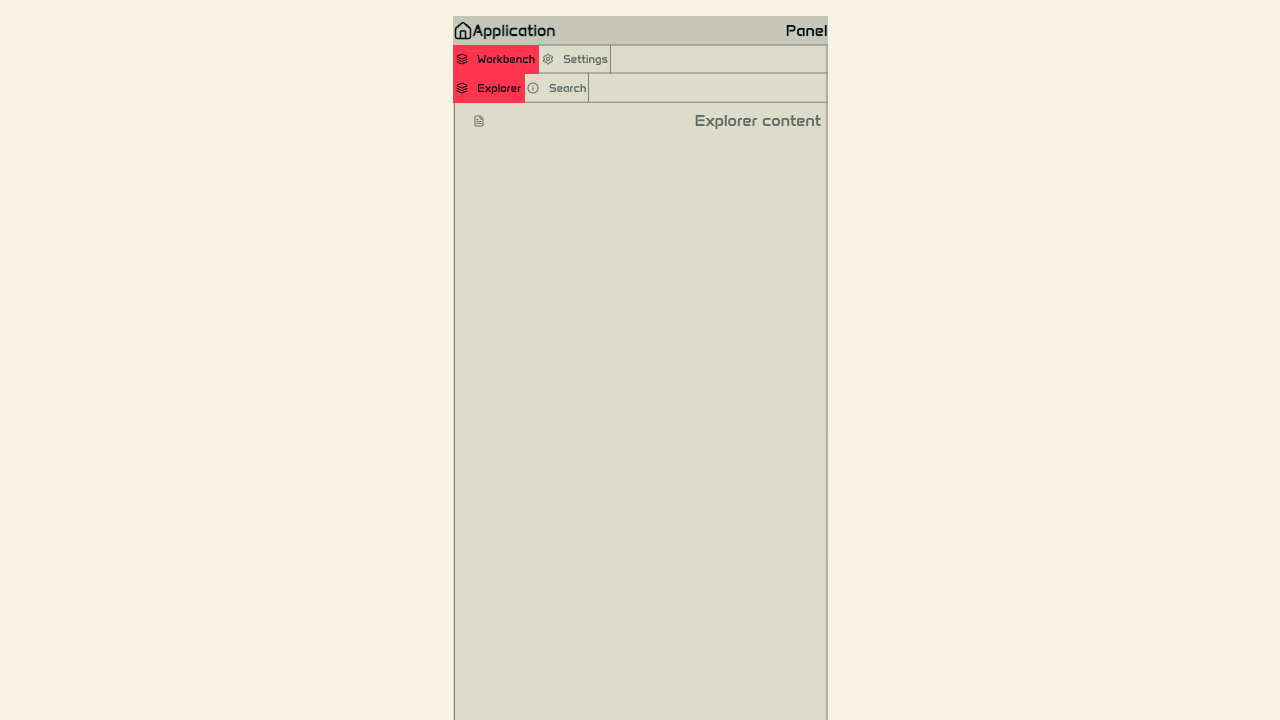 Application Panel
Workbench Settings
Explorer Search
Explorer content